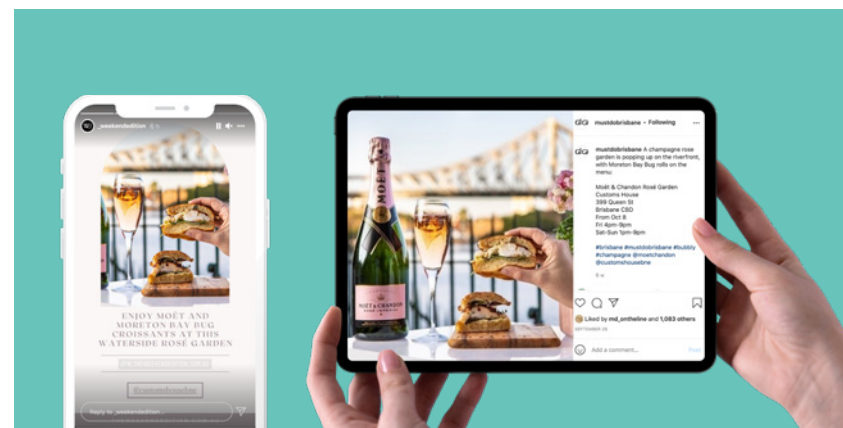 _weekendedition
ENJOY MOËT AND
MORETON BAY BUG
CROISSANTS AT THIS
WATERSIDE ROSÉ GARDEN
@customshousebne
Reply to _weekendedition...
MOËT
MOËT & CHANDON
mustdobrisbane • Following
mustdobrisbane A champagne rose
garden is popping up on the riverfront,
with Moreton Bay Bug rolls on the
menu:
Moët & Chandon Rosé Garden
Customs House
399 Queen St
Brisbane CBD
From Oct 8
Fri 4pm-9pm
Sat-Sun 1pm-9pm
#brisbane #mustdobrisbane #bubbly
#champagne @moetchandon
@customshousebne
Liked by md_ontheline and 1,083 others
SEPTEMBER 28
Add a comment...
Post